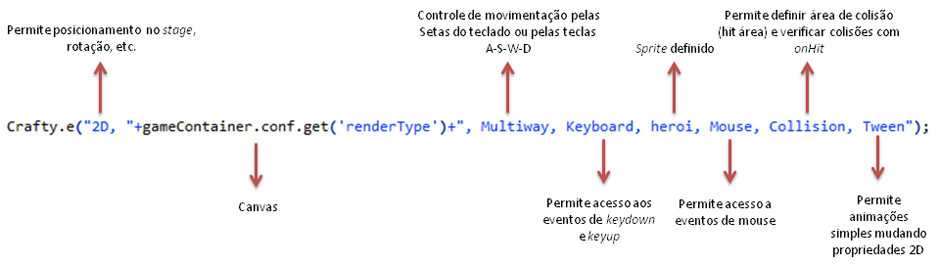 Permite posicionamento no stage,
rotação, etc.
Controle de movimentação pelas
Setas do teclado ou pelas teclas
A-S-W-D
Sprite definido
Permite definir área de colisão
(hit área) e verificar colisões com
onHit
Crafty.e("2D, "+gameContainer.conf.get('renderType')+", Multiway, Keyboard, heroi, Mouse, Collision, Tween");
Canvas
Permite acesso aos
eventos de keydown
e keyup
Permite acesso a
eventos de mouse
Permite
animações
simples mudando
propriedades 2D